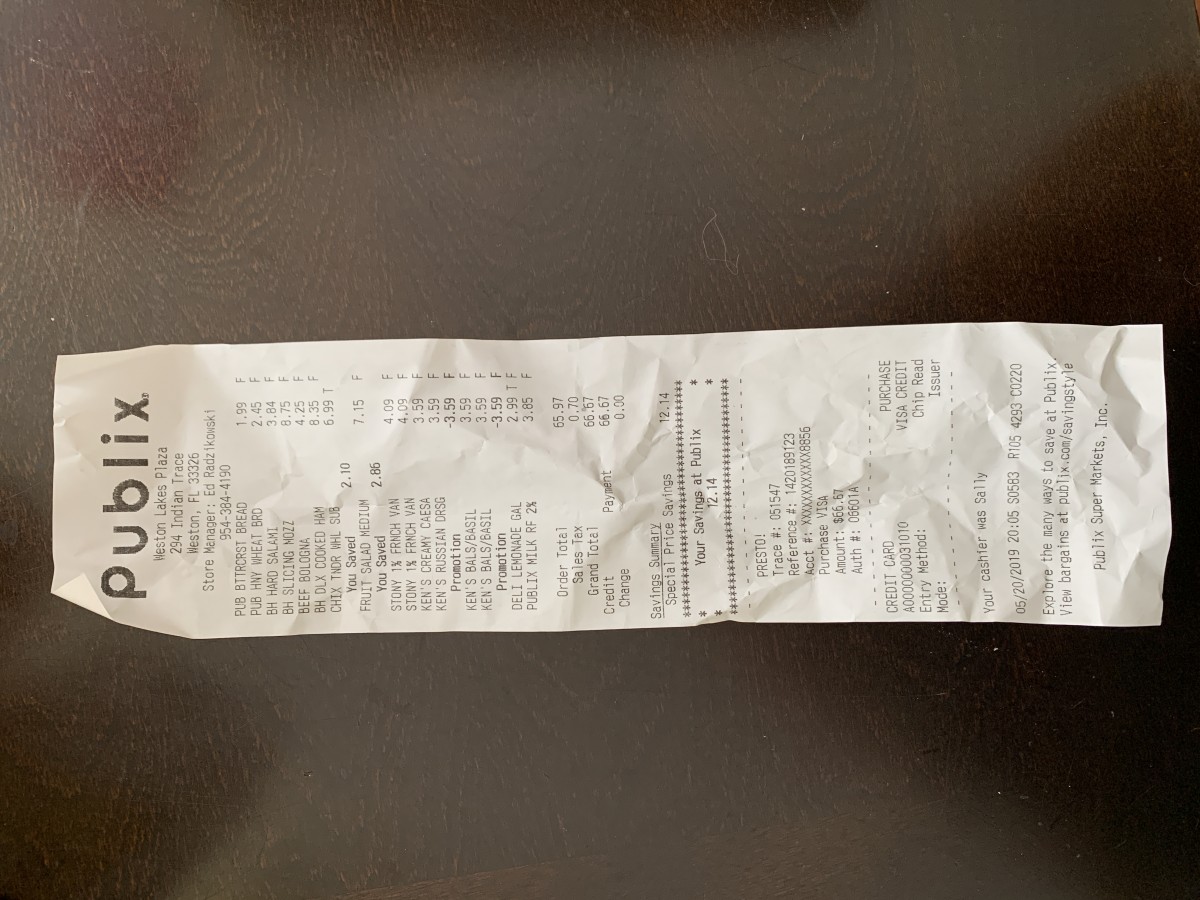 Publix
Weston Lakes Plaza
294 Indian Trace
Weston, FL 33326
Store Manager: Ed Radzikowski
954-384-4190
PUB BTTRCRST BREAD 1.99 F
PUB HNY WHEAT BRD 2.45 F
BH HARD SALAMI 3.84 F
BH SLICING MOZZ 8.75 F
BEEF BOLOGNA 4.25 F
BH DLX COOKED HAM 8.35 F
CHIX TNDR WHL SUB 6.99 T
You Saved 2.10
FRUIT SALAD MEDIUM 7.15 F
You Saved 2.86
STONY 1% FRNCH VAN 4.09 F
STONY 1% FRNCH VAN 4.09 F
KEN'S CREAMY CAESA 3.59 F
KEN'S RUSSIAN DRSG 3.59 F
Promotion -3.59 F
KEN'S BALS/BASIL 3.59 F
KEN'S BALS/BASIL 3.59 F
Promotion -3.59 F
DELI LEMONADE GAL 2.99 T F
PUBLIX MILK RF 2% 3.85 F
Order Total 65.97
Sales Tax 0.70
Grand Total 66.67
Credit Payment 66.67
Change 0.00
Savings Summary
Special Price Savings 12.14
****************************************
* Your Savings at Publix *
* 12.14 *
****************************************
PRESTO!
Trace #: 051547
Reference #: 1420189123
Acct #: XXXXXXXXXXXX8856
Purchase VISA
Amount: $66.67
Auth #: 06601A
CREDIT CARD PURCHASE
A0000000031010 VISA CREDIT
Entry Method: Chip Read
Mode: Issuer
Your cashier was Sally
05/20/2019 20:05 S0583 R105 4293 C0220
Explore the many ways to save at Publix.
View bargains at publix.com/savingstyle
Publix Super Markets, Inc.